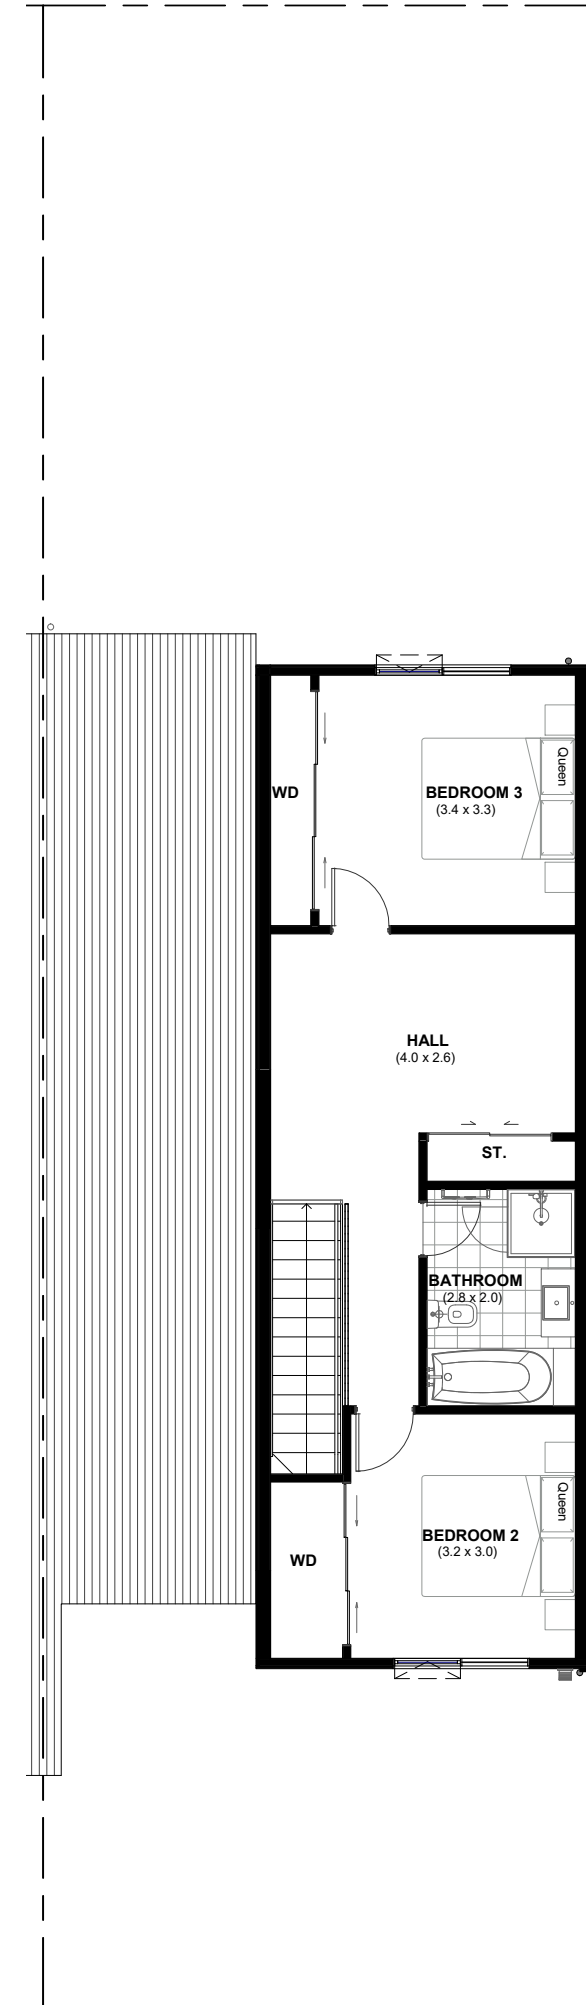 Queen
WD
BEDROOM 3
(3.4 x 3.3)
HALL
(4.0 x 2.6)
ST.
BATHROOM
(2.8 x 2.0)
Queen
BEDROOM 2
(3.2 x 3.0)
WD